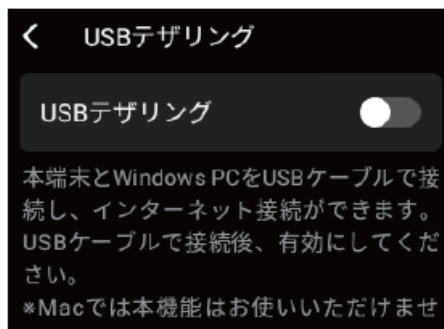 USBテザリング
USBテザリング
本端末とWindows PCをUSBケーブルで接
続し、インターネット接続ができます。
USBケーブルで接続後、有効にしてくだ
さい。
※Macでは本機能はお使いいただけませ